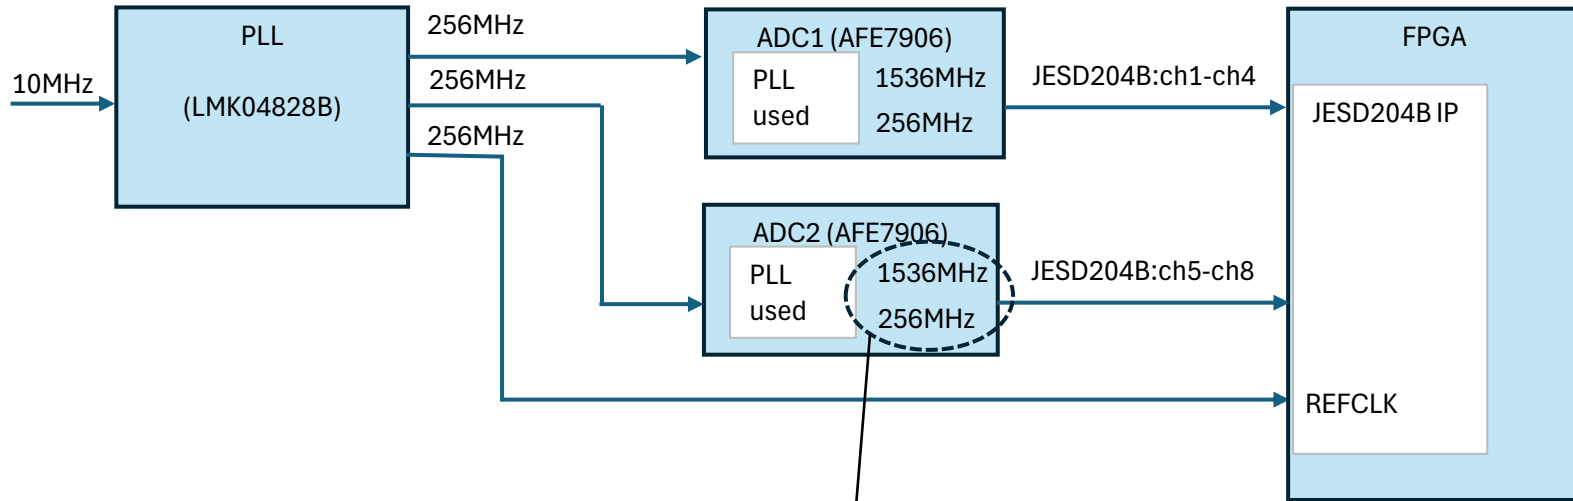 10MHz
PLL
(LMK04828B)
256MHz
256MHz
256MHz
ADC1 (AFE7906)
PLL
used
1536MHz
256MHz
JESD204B:ch1-ch4
ADC2 (AFE7906)
PLL
used
1536MHz
256MHz
JESD204B:ch5-ch8
FPGA
JESD204B IP
REFCLK